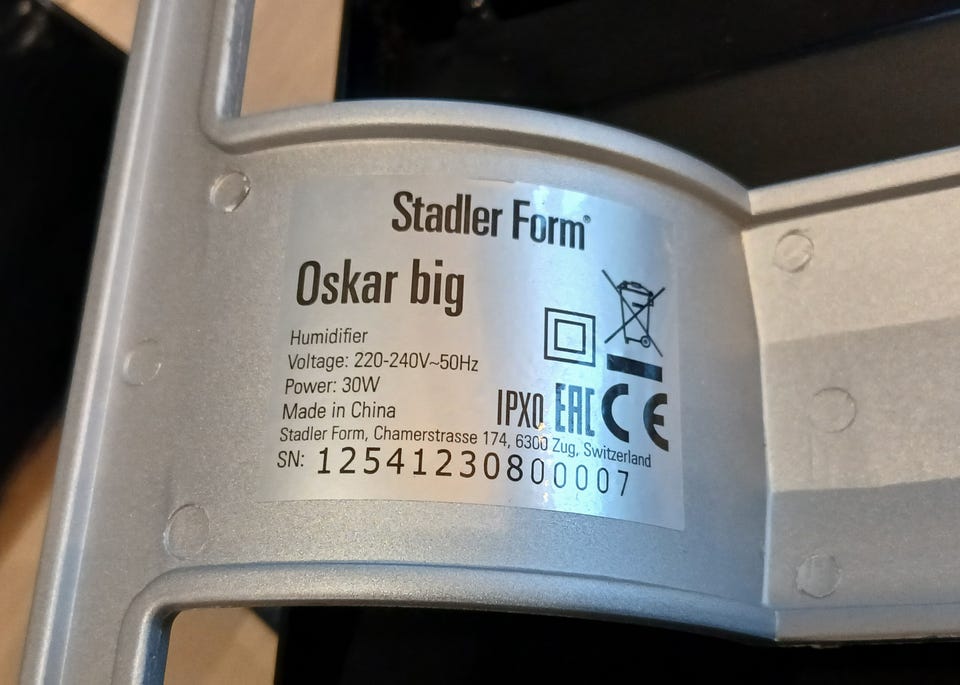 Stadler Form®
Oskar big
Humidifier
Voltage: 220-240V~50Hz
Power: 30W
Made in China
IPX0 EAC CE
Stadler Form, Chamerstrasse 174, 6300 Zug, Switzerland
SN: 12541230800007